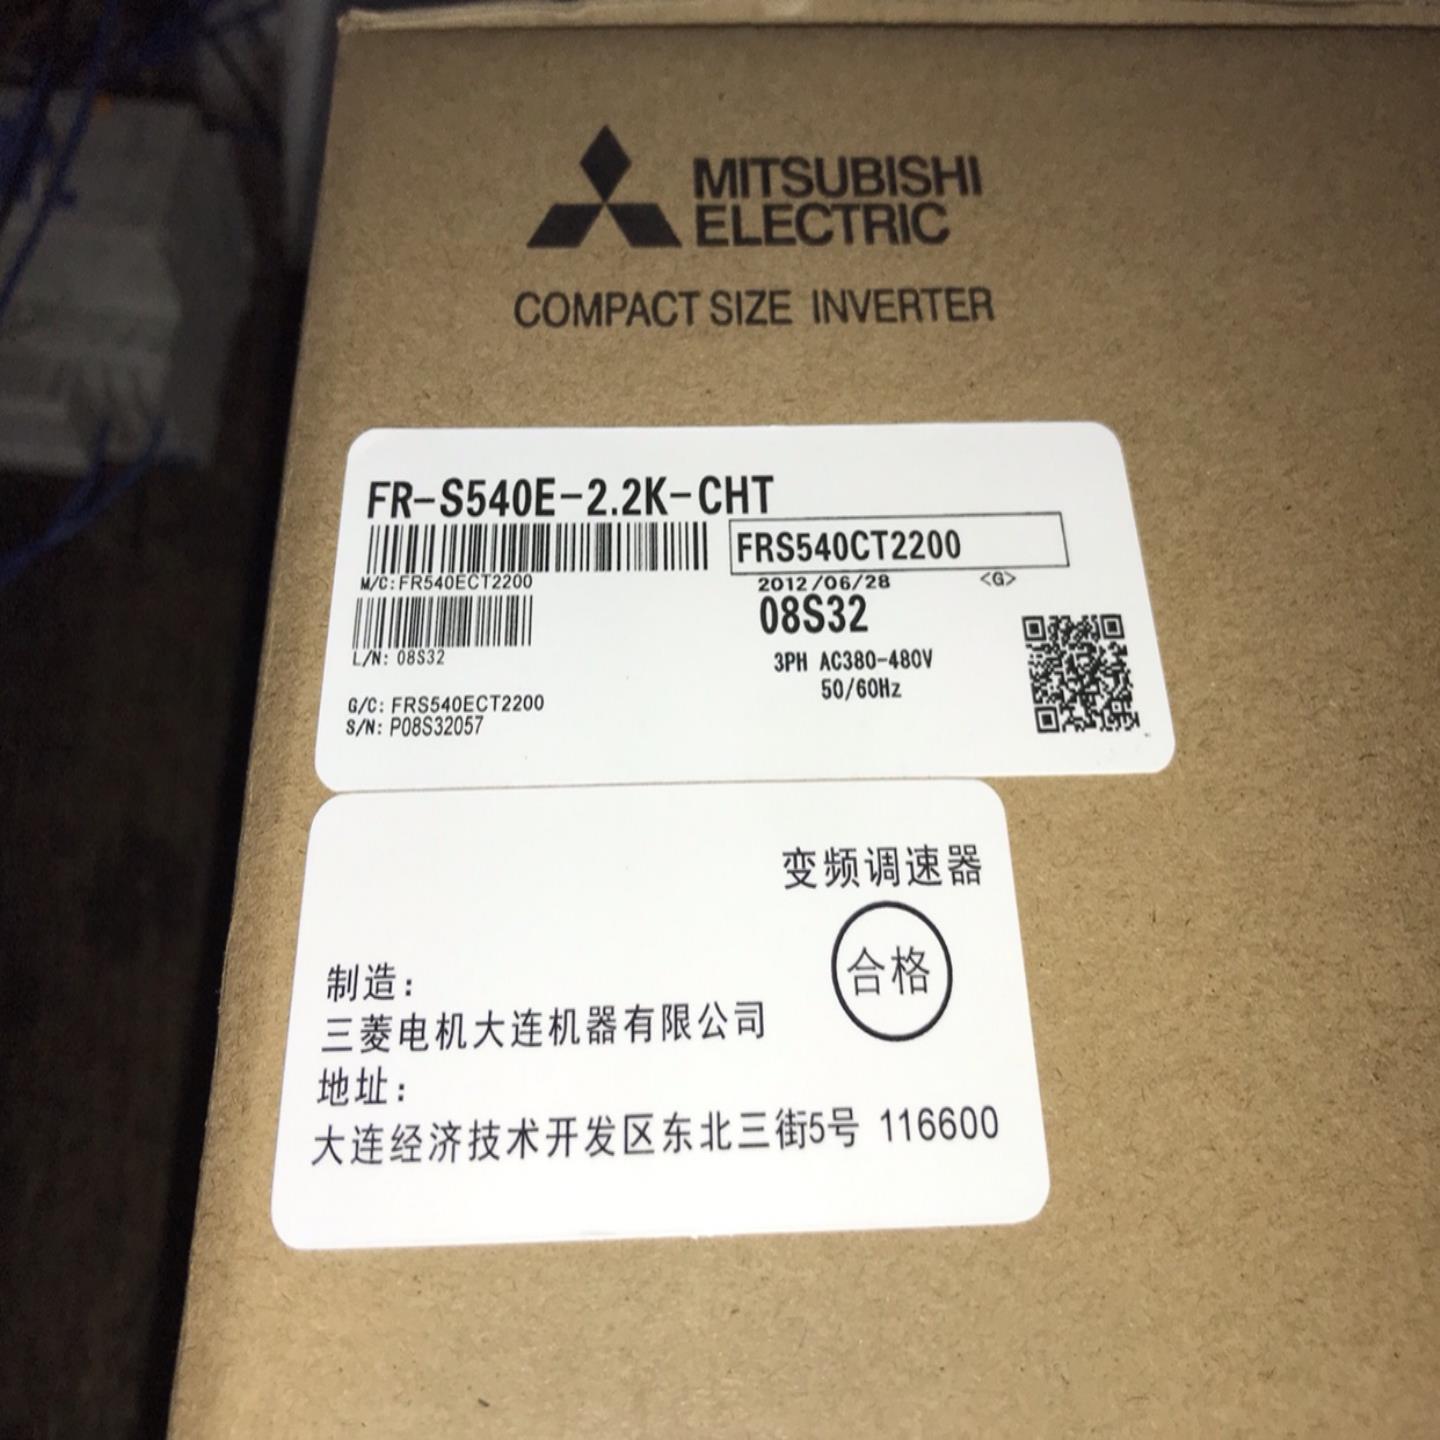 MITSUBISHI
ELECTRIC
COMPACT SIZE INVERTER
FR-S540E-2.2K-CHT
FRS540CT2200
M/C:FR540ECT2200
2012/06/28 <G>
08S32
L/N: 08S32
3PH AC380-480V
50/60Hz
G/C: FRS540ECT2200
S/N: P08S32057
变频调速器
合格
制造:
三菱电机大连机器有限公司
地址:
大连经济技术开发区东北三街5号 116600